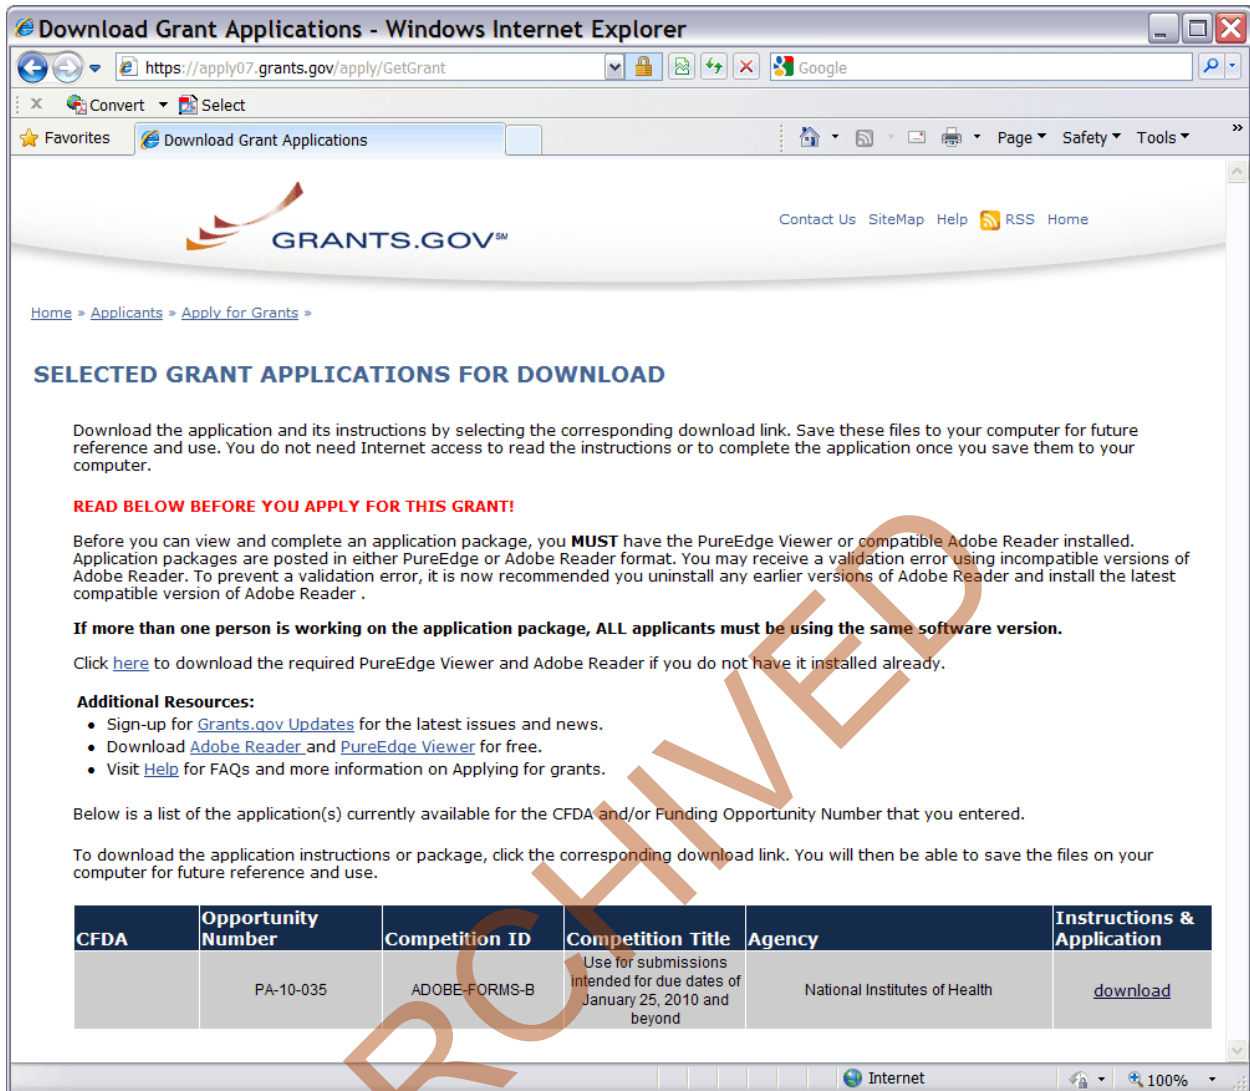 Download Grant Applications - Windows Internet Explorer
https://apply07.grants.gov/apply/GetGrant
Google
x Convert Select
Favorites Download Grant Applications Page Safety Tools »
GRANTS.GOV℠
Contact Us SiteMap Help RSS Home
Home » Applicants » Apply for Grants »
SELECTED GRANT APPLICATIONS FOR DOWNLOAD
Download the application and its instructions by selecting the corresponding download link. Save these files to your computer for future
reference and use. You do not need Internet access to read the instructions or to complete the application once you save them to your
computer.
READ BELOW BEFORE YOU APPLY FOR THIS GRANT!
Before you can view and complete an application package, you MUST have the PureEdge Viewer or compatible Adobe Reader installed.
Application packages are posted in either PureEdge or Adobe Reader format. You may receive a validation error using incompatible versions of
Adobe Reader. To prevent a validation error, it is now recommended you uninstall any earlier versions of Adobe Reader and install the latest
compatible version of Adobe Reader .
If more than one person is working on the application package, ALL applicants must be using the same software version.
Click here to download the required PureEdge Viewer and Adobe Reader if you do not have it installed already.
Additional Resources:
• Sign-up for Grants.gov Updates for the latest issues and news.
• Download Adobe Reader and PureEdge Viewer for free.
• Visit Help for FAQs and more information on Applying for grants.
Below is a list of the application(s) currently available for the CFDA and/or Funding Opportunity Number that you entered.
To download the application instructions or package, click the corresponding download link. You will then be able to save the files on your
computer for future reference and use.
CFDA
Opportunity
Number
Competition ID
Competition Title
Agency
Instructions &
Application
PA-10-035
ADOBE-FORMS-B
Use for submissions
intended for due dates of
January 25, 2010 and
beyond
National Institutes of Health
download
Internet
100%
RCHIVED